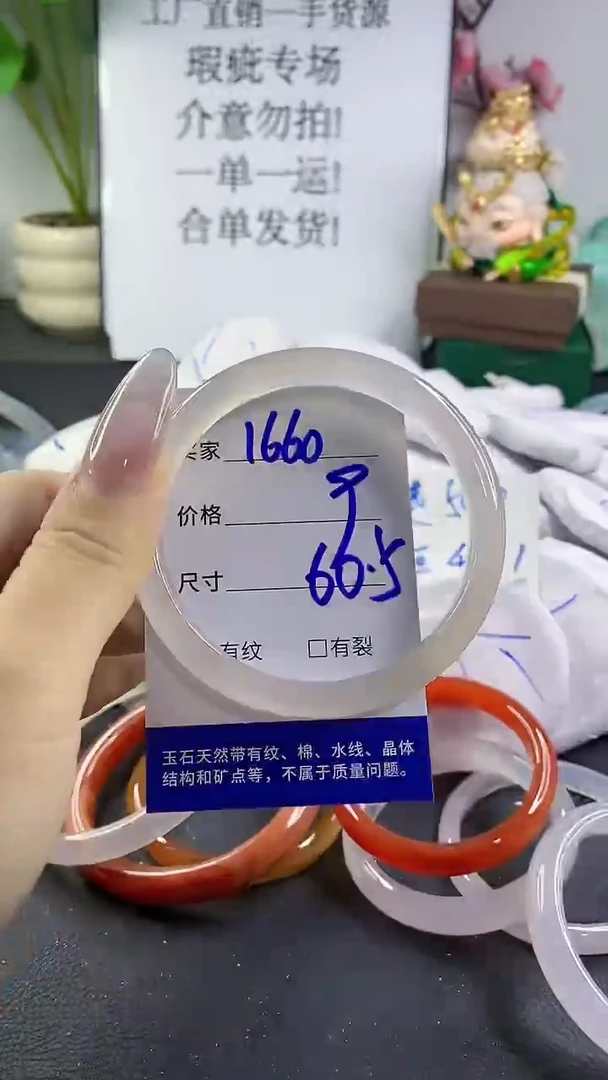 工厂直销一手货源
瑕疵专场
介意勿拍!
一单一运!
合单发货!
卖家 1660
价格
尺寸 60.5
有纹 □有裂
玉石天然带有纹、棉、水线、晶体
结构和矿点等，不属于质量问题。